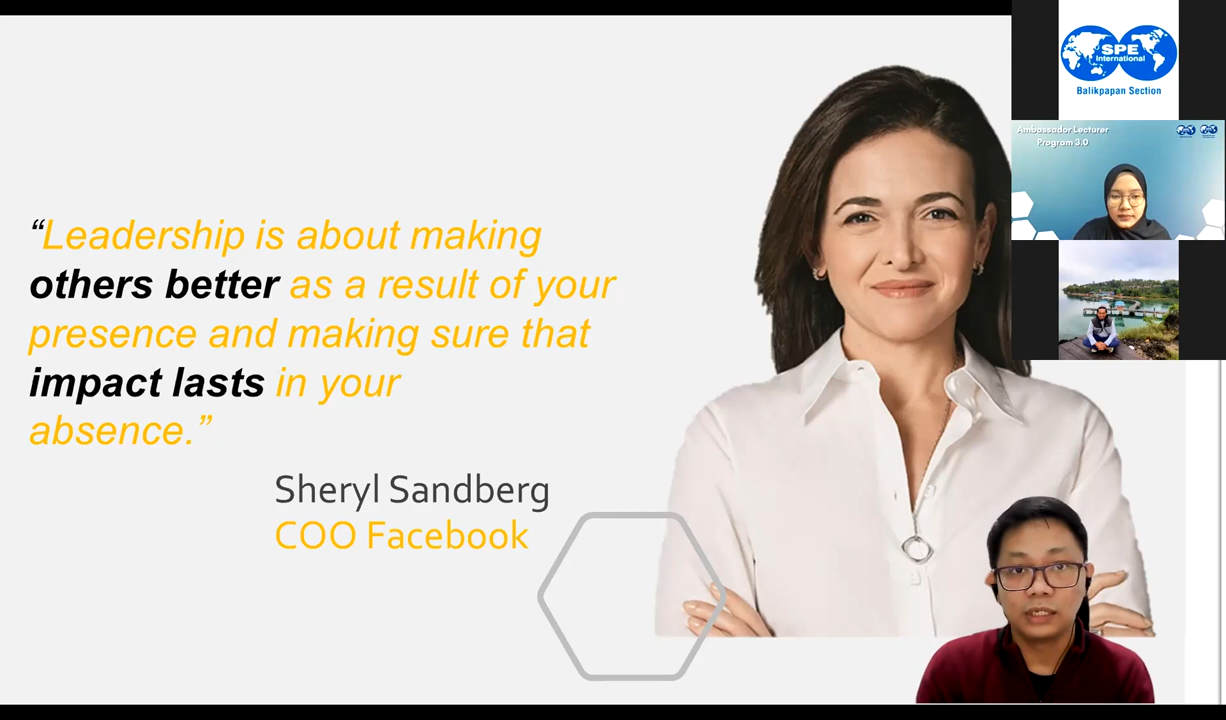 “Leadership is about making
others better as a result of your
presence and making sure that
impact lasts in your
absence.”
Sheryl Sandberg
COO Facebook
SPE
International
Balikpapan Section
Ambassador Lecturer
Program 3.0